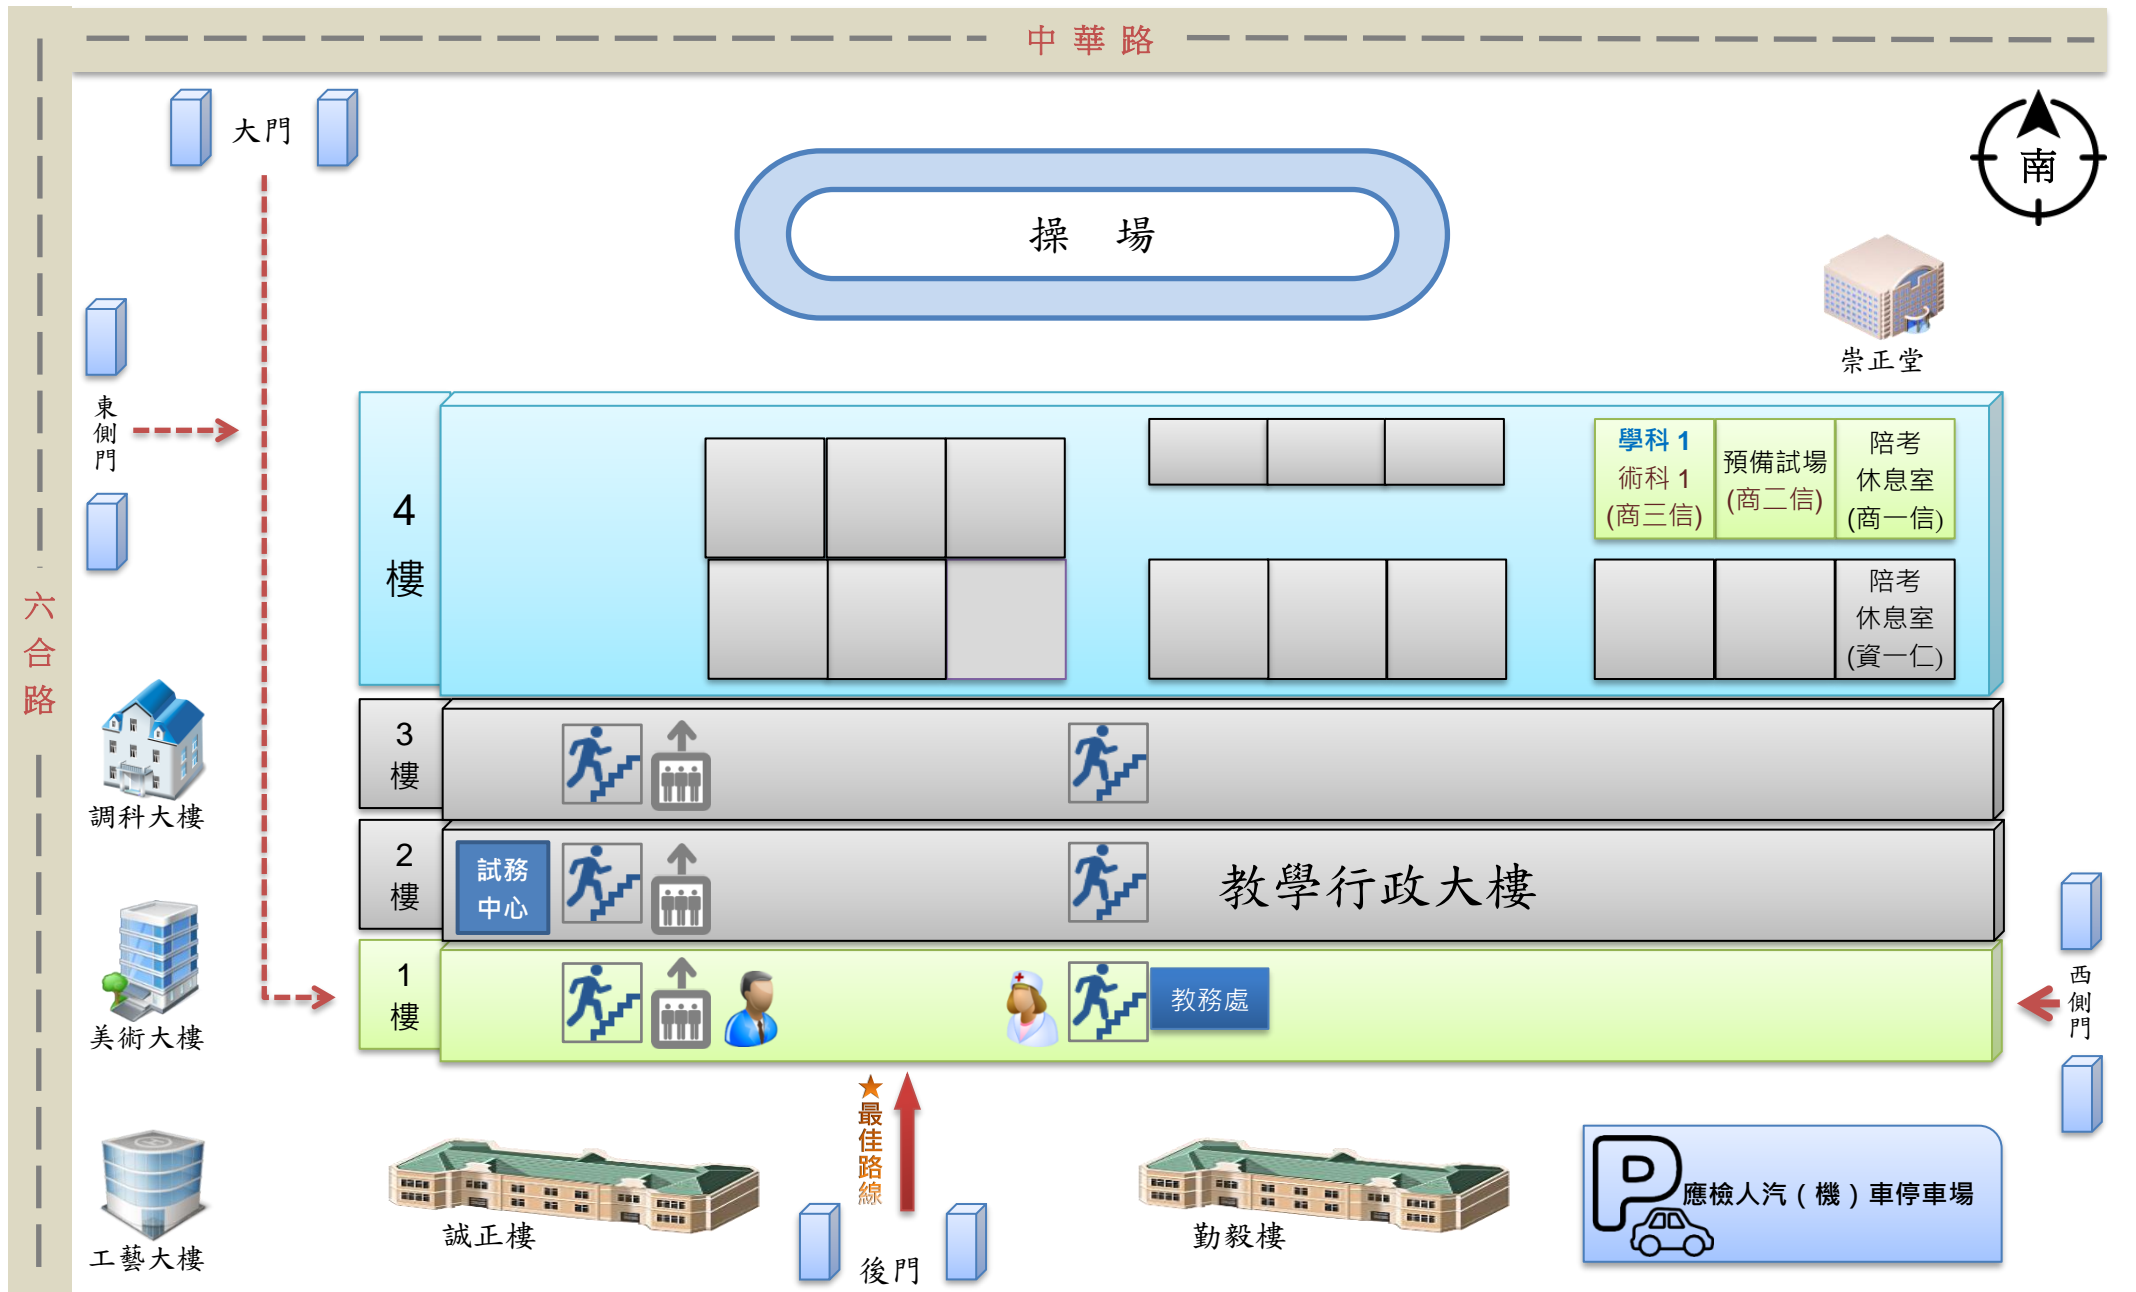 中華路
大門
南
操 場
崇正堂
東側門
六合路
4樓
學科 1
術科 1
(商三信)
預備試場
(商二信)
陪考
休息室
(商一信)
陪考
休息室
(資一仁)
調科大樓
3樓
2樓
試務
中心
教學行政大樓
美術大樓
1樓
教務處
西側門
★最佳路線
工藝大樓
誠正樓
後門
勤毅樓
P
應檢人汽（機）車停車場